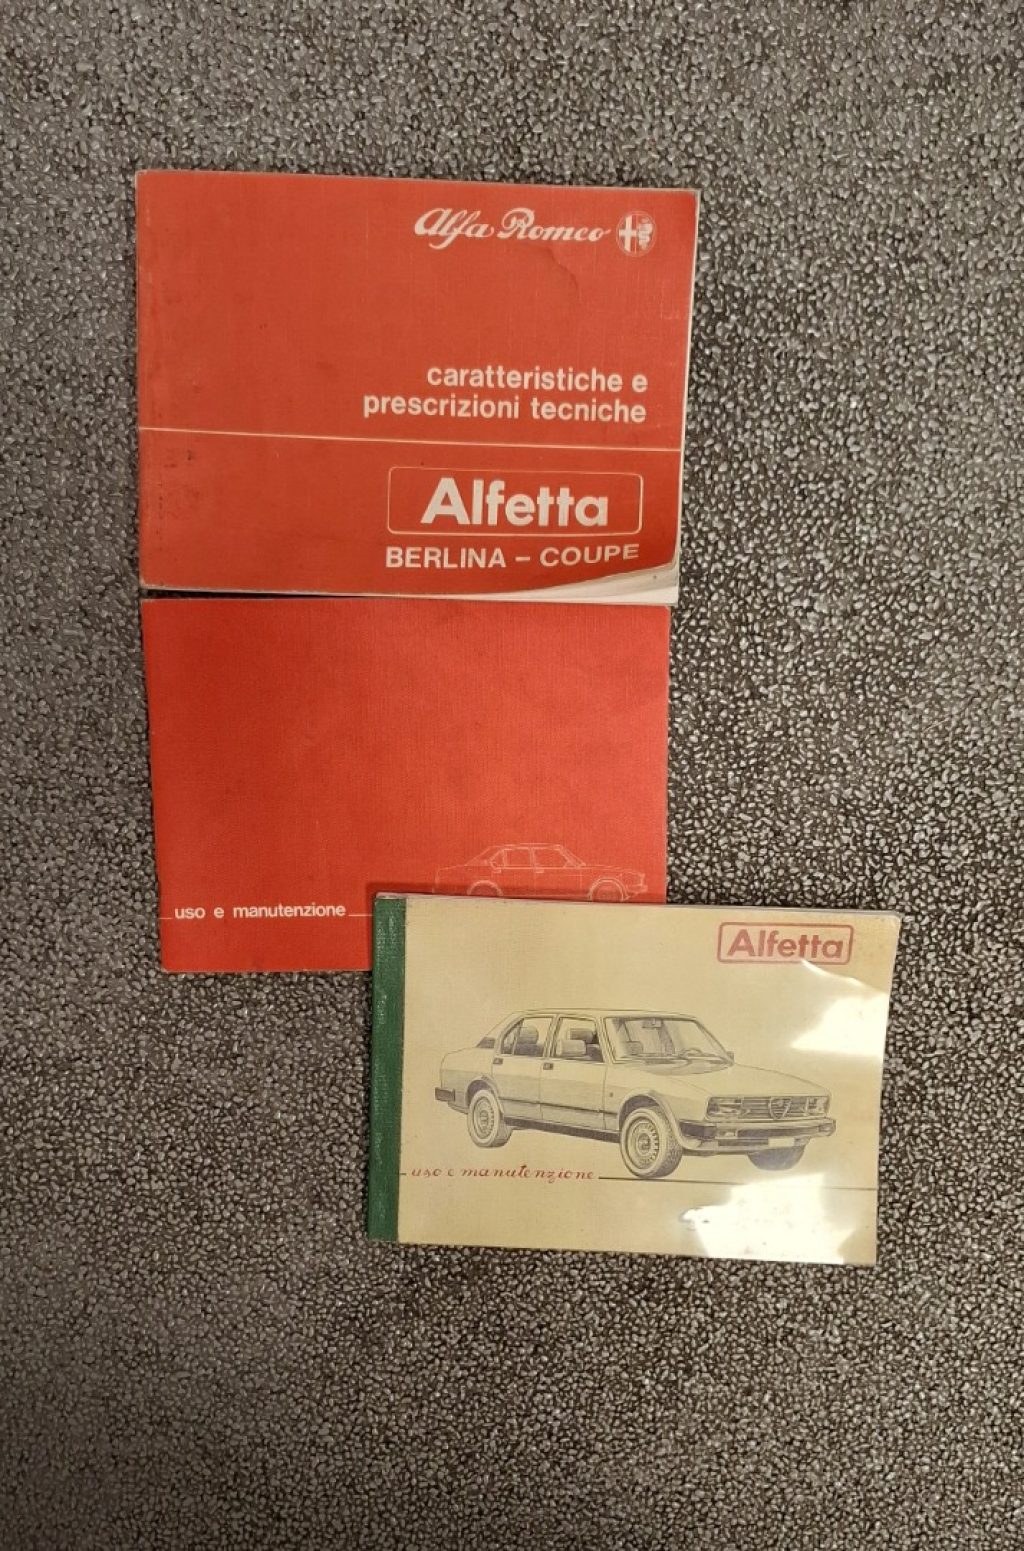 Alfa Romeo
caratteristiche e
prescrizioni tecniche
Alfetta
BERLINA - COUPE
uso e manutenzione
Alfetta
uso e manutenzione